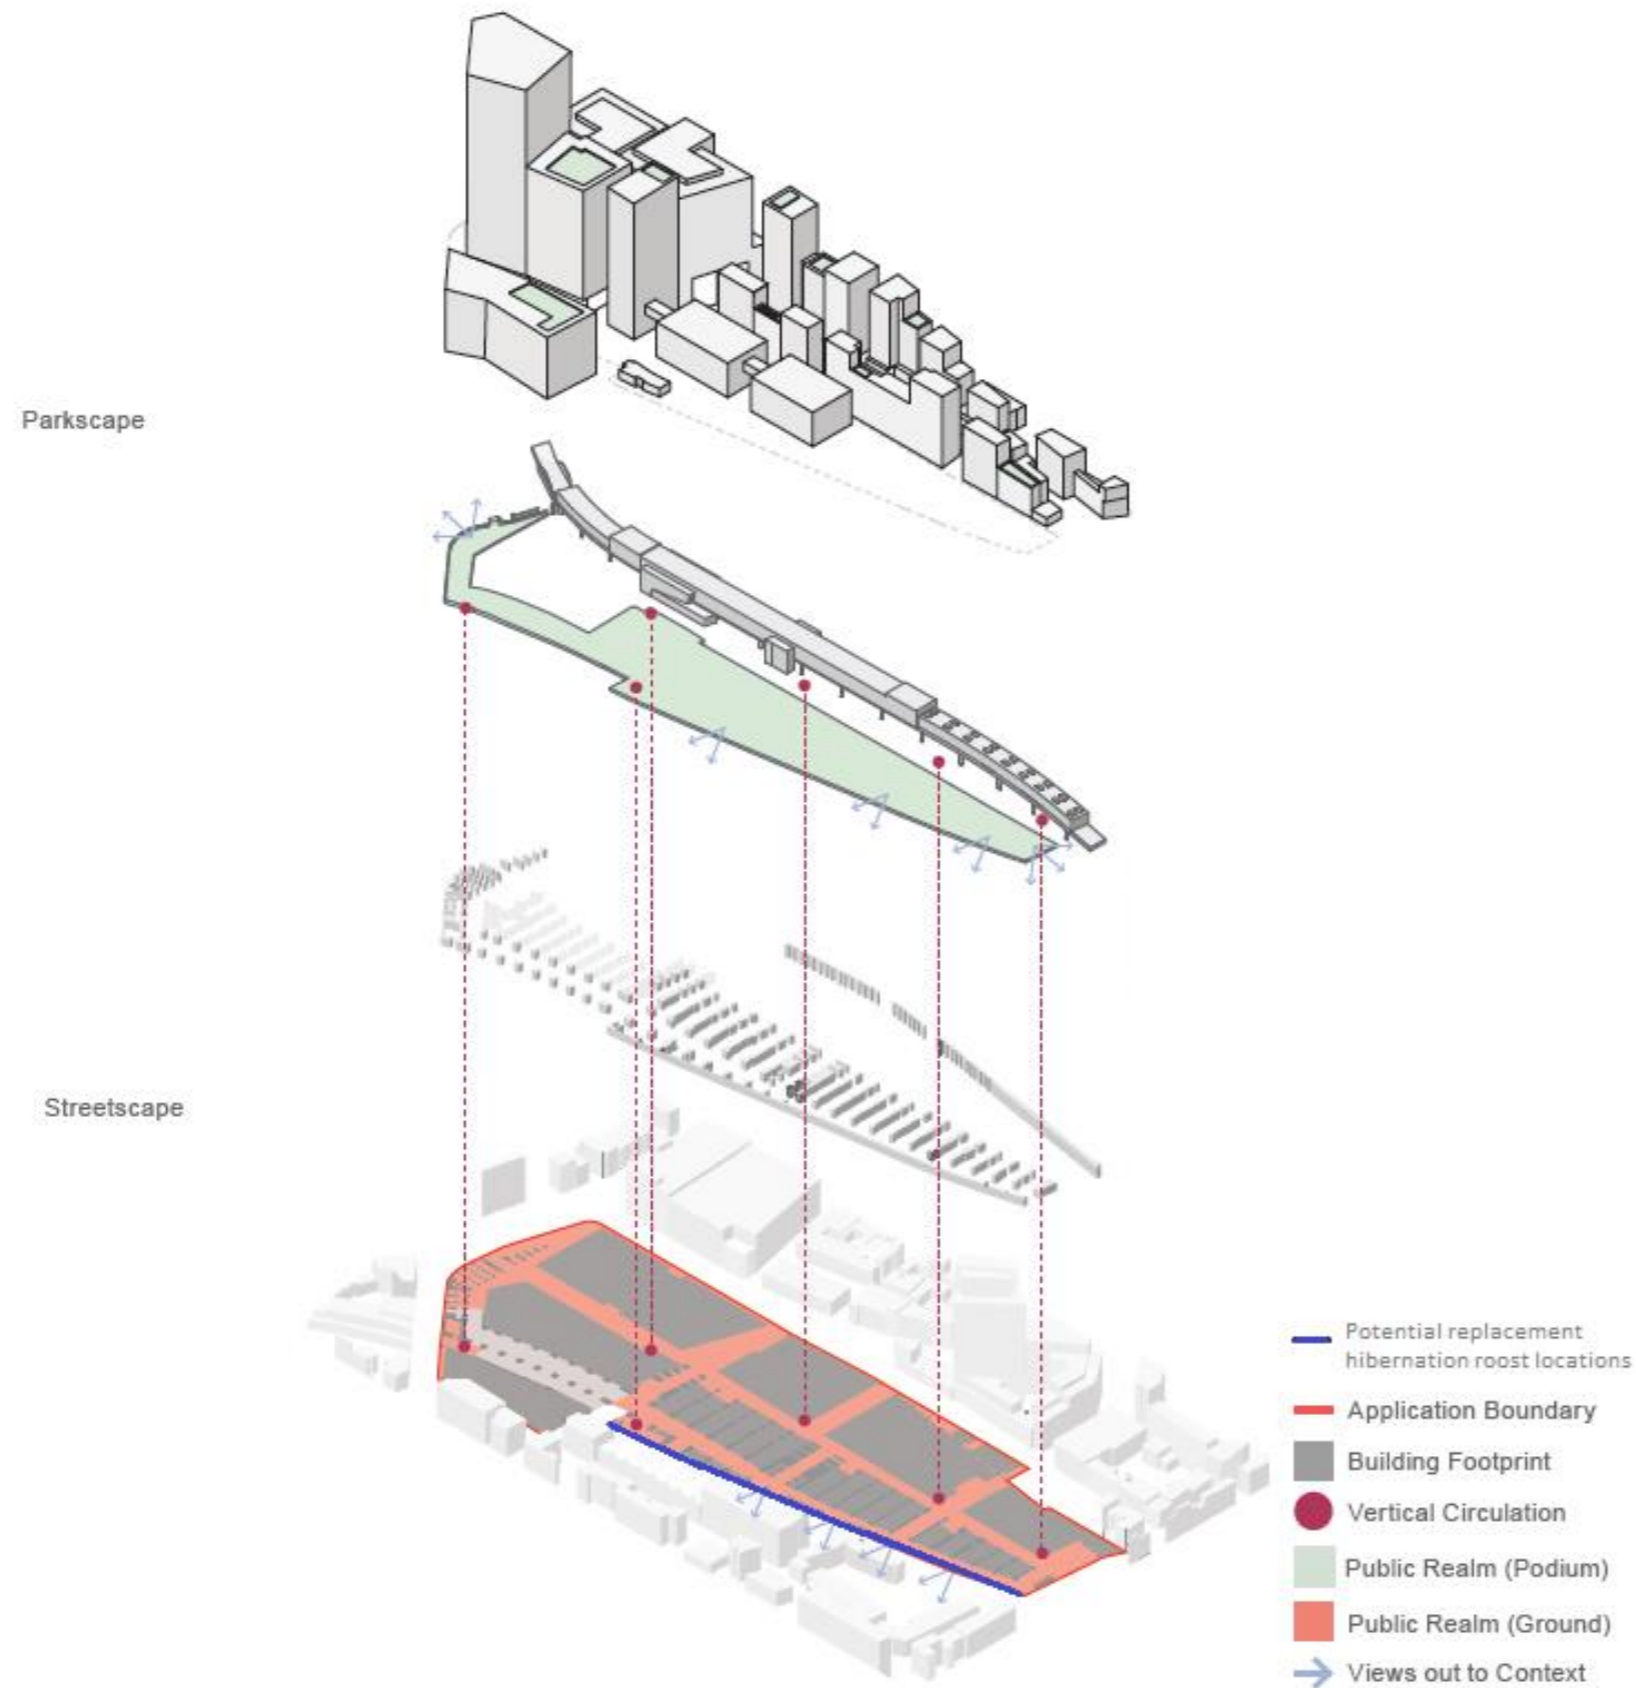 Parkscape
Streetscape
Potential replacement
hibernation roost locations
Application Boundary
Building Footprint
Vertical Circulation
Public Realm (Podium)
Public Realm (Ground)
Views out to Context